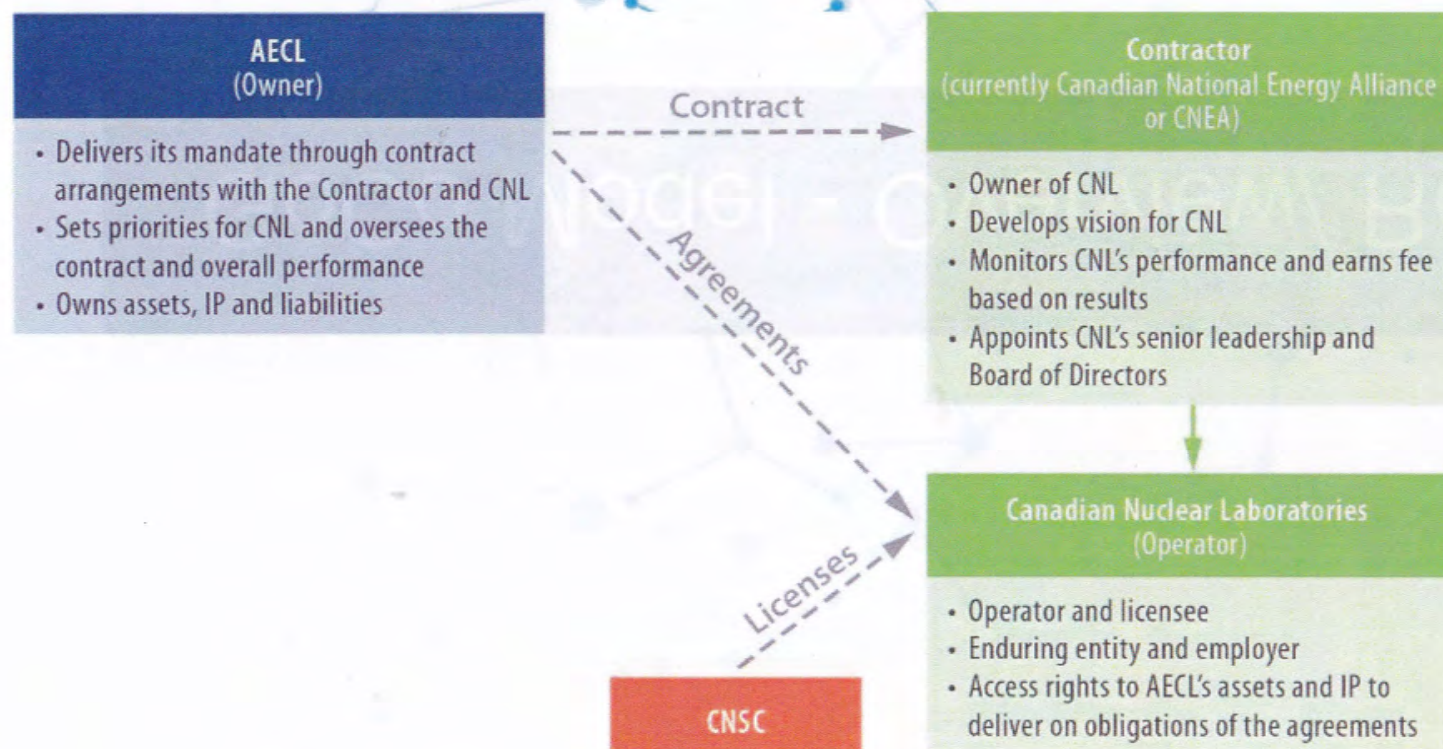 AECL
(Owner)
• Delivers its mandate through contract
arrangements with the Contractor and CNL
• Sets priorities for CNL and oversees the
contract and overall performance
• Owns assets, IP and liabilities
Contract
Agreements
Licenses
Contractor
(currently Canadian National Energy Alliance
or CNEA)
• Owner of CNL
• Develops vision for CNL
• Monitors CNL's performance and earns fee
based on results
• Appoints CNL's senior leadership and
Board of Directors
Canadian Nuclear Laboratories
(Operator)
• Operator and licensee
• Enduring entity and employer
• Access rights to AECL's assets and IP to
deliver on obligations of the agreements
CNSC